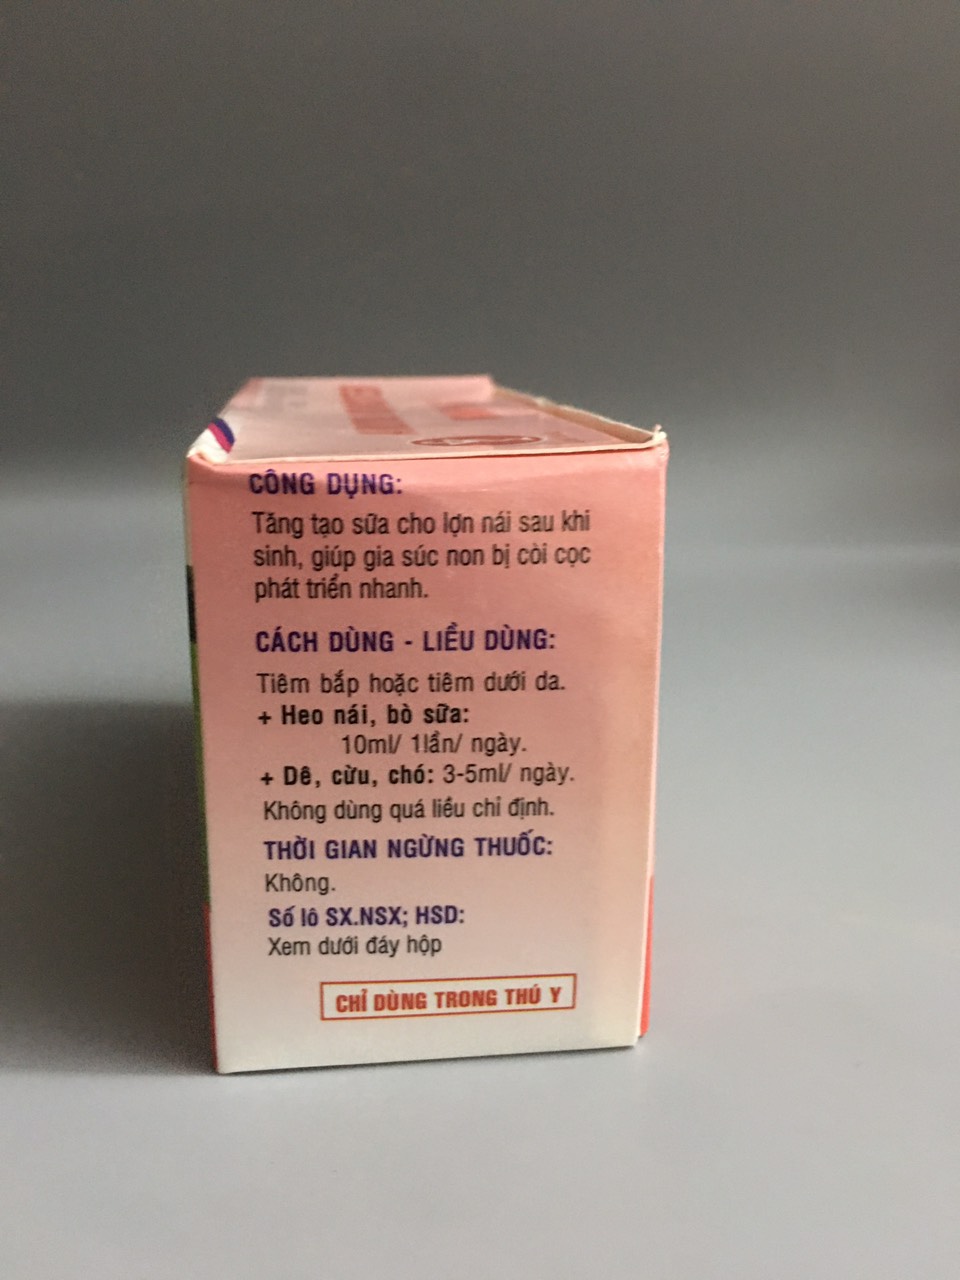 CÔNG DỤNG:
Tăng tạo sữa cho lợn nái sau khi
sinh, giúp gia súc non bị còi cọc
phát triển nhanh.
CÁCH DÙNG - LIỀU DÙNG:
Tiêm bắp hoặc tiêm dưới da.
+ Heo nái, bò sữa:
10ml/ 1lần/ ngày.
+ Dê, cừu, chó: 3-5ml/ ngày.
Không dùng quá liều chỉ định.
THỜI GIAN NGỪNG THUỐC:
Không.
Số lô SX.NSX; HSD:
Xem dưới đáy hộp
CHỈ DÙNG TRONG THÚ Y